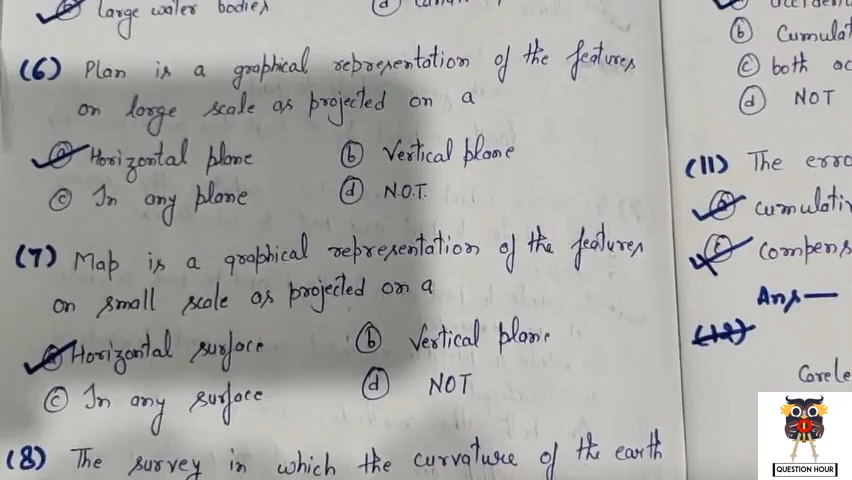 large water bodies
(6) Plan is a graphical representation of the features
on large scale as projected on a
(a) Horizontal plane (b) Vertical plane
(c) In any plane (d) N.O.T.
(7) Map is a graphical representation of the features
on small scale as projected on a
(a) Horizontal surface (b) Vertical plane
(c) In any surface (d) NOT
(8) The survey in which the curvature of the earth
(b) Cumulat
(c) both ac
(d) NOT
(11) The erro
cumulativ
compens
Ans—
(12)
Carele
QUESTION HOUR